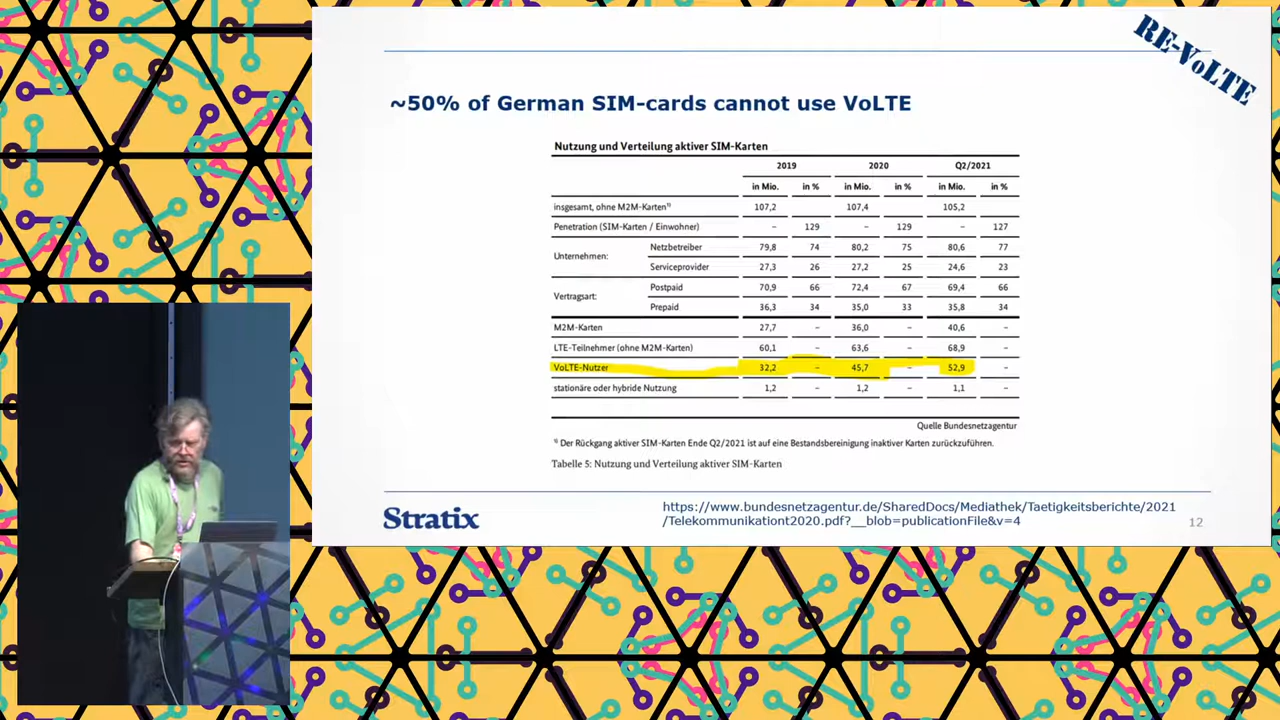 RE-VoLTE
~50% of German SIM-cards cannot use VoLTE
Nutzung und Verteilung aktiver SIM-Karten
2019 2020 Q2/2021
in Mio. in % in Mio. in % in Mio. in %
insgesamt, ohne M2M-Karten¹⁾ 107,2 107,4 105,2
Penetration (SIM-Karten / Einwohner) – 129 – 129 – 127
Unternehmen: Netzbetreiber 79,8 74 80,2 75 80,6 77
Serviceprovider 27,3 26 27,2 25 24,6 23
Vertragsart: Postpaid 70,9 66 72,4 67 69,4 66
Prepaid 36,3 34 35,0 33 35,8 34
M2M-Karten 27,7 – 36,0 – 40,6 –
LTE-Teilnehmer (ohne M2M-Karten) 60,1 – 63,6 – 68,9 –
VoLTE-Nutzer 32,2 – 45,7 – 52,9 –
stationäre oder hybride Nutzung 1,2 – 1,2 – 1,1 –
Quelle Bundesnetzagentur
¹⁾ Der Rückgang aktiver SIM-Karten Ende Q2/2021 ist auf eine Bestandsbereinigung inaktiver Karten zurückzuführen.
Tabelle 5: Nutzung und Verteilung aktiver SIM-Karten
Stratix
https://www.bundesnetzagentur.de/SharedDocs/Mediathek/Taetigkeitsberichte/2021
/Telekommunikationt2020.pdf?__blob=publicationFile&v=4
12